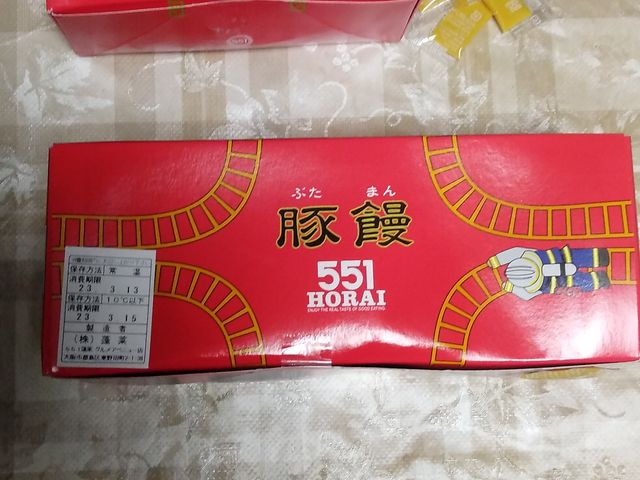 551
ぶた まん
豚饅
551
HORAI
ENJOY THE REAL TASTE OF GOOD EATING.
保存方法 常 温
消費期限
23 3 13
保存方法 10℃以下
消費期限
23 3 15
製造者
(株)蓬莱